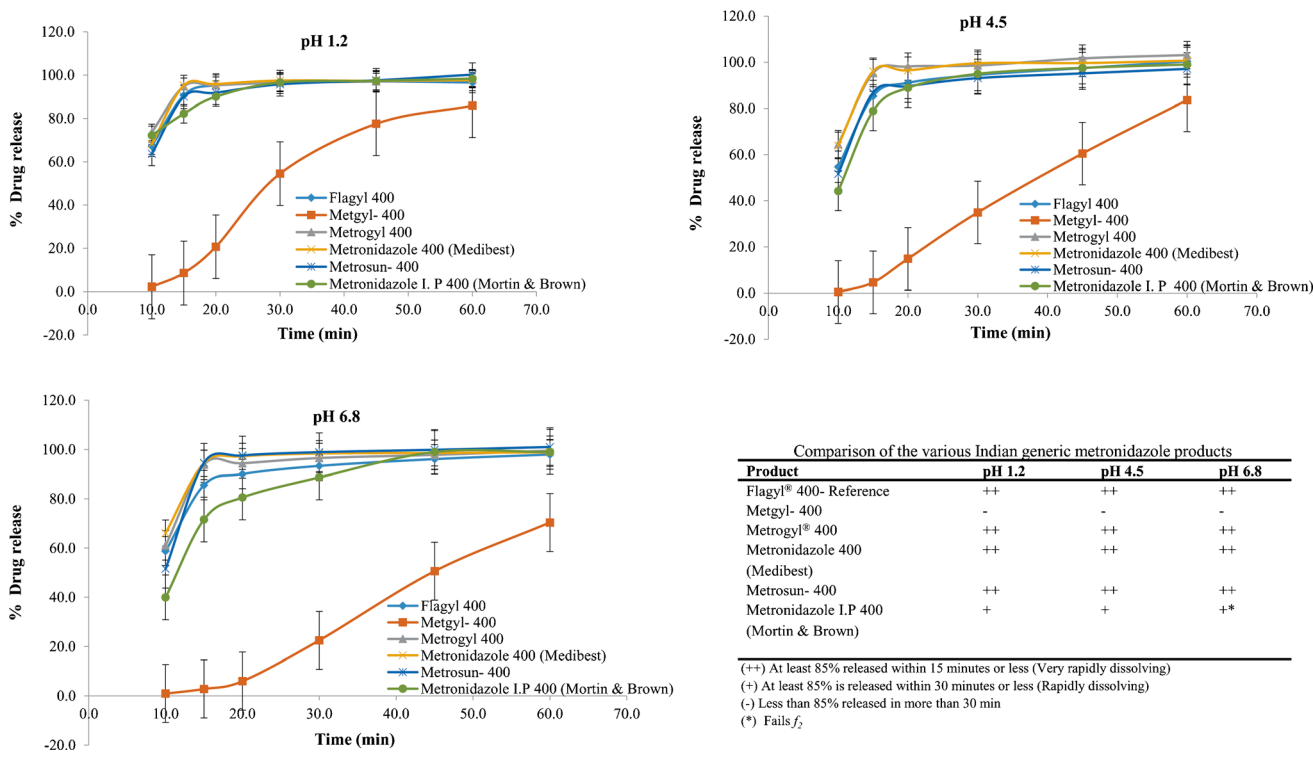 pH 1.2
120.0
100.0
80.0
60.0
40.0
20.0
0.0
-20.0
% Drug release
Flagyl 400
Metgyl- 400
Metrogyl 400
Metronidazole 400 (Medibest)
Metrosun- 400
Metronidazole I. P 400 (Mortin & Brown)
0.0 10.0 20.0 30.0 40.0 50.0 60.0 70.0
Time (min)
pH 4.5
120.0
100.0
80.0
60.0
40.0
20.0
0.0
-20.0
% Drug release
Flagyl 400
Metgyl- 400
Metrogyl 400
Metronidazole 400 (Medibest)
Metrosun- 400
Metronidazole I. P 400 (Mortin & Brown)
0.0 10.0 20.0 30.0 40.0 50.0 60.0 70.0
Time (min)
pH 6.8
120.0
100.0
80.0
60.0
40.0
20.0
0.0
-20.0
% Drug release
Flagyl 400
Metgyl- 400
Metrogyl 400
Metronidazole 400 (Medibest)
Metrosun- 400
Metronidazole I.P 400 (Mortin & Brown)
0.0 10.0 20.0 30.0 40.0 50.0 60.0 70.0
Time (min)
Comparison of the various Indian generic metronidazole products
Product pH 1.2 pH 4.5 pH 6.8
Flagyl® 400- Reference ++ ++ ++
Metgyl- 400 - - -
Metrogyl® 400 ++ ++ ++
Metronidazole 400 ++ ++ ++
(Medibest)
Metrosun- 400 ++ ++ ++
Metronidazole I.P 400 + + +*
(Mortin & Brown)
(++) At least 85% released within 15 minutes or less (Very rapidly dissolving)
(+) At least 85% is released within 30 minutes or less (Rapidly dissolving)
(-) Less than 85% released in more than 30 min
(*) Fails f2